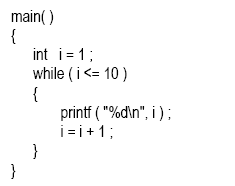 main( )
{
int i = 1 ;
while ( i <= 10 )
{
printf ( "%d\n", i ) ;
i = i + 1 ;
}
}